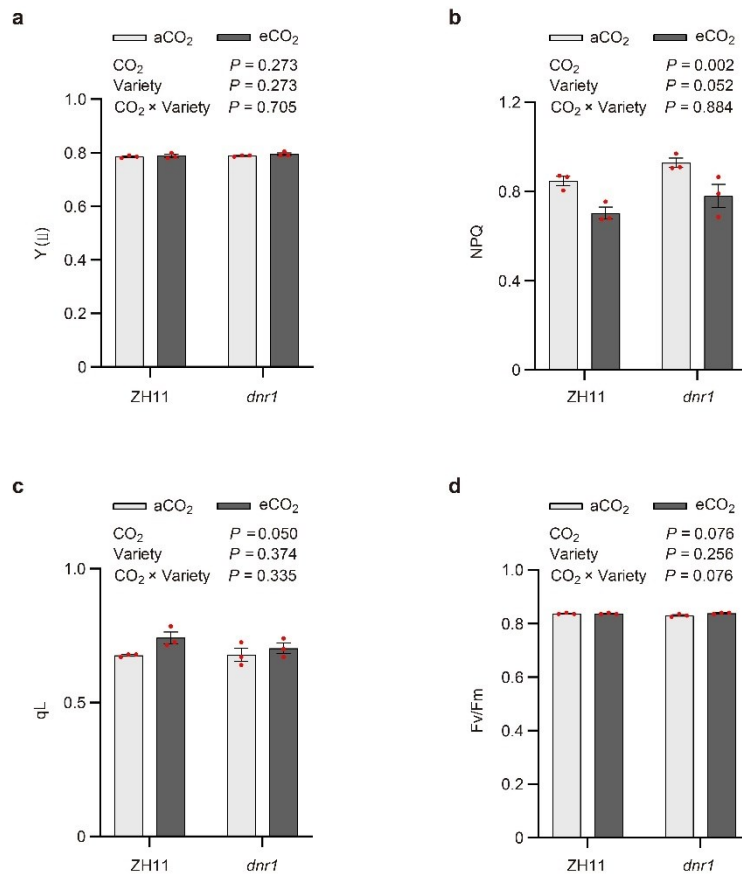 a
aCO₂ eCO₂
CO₂ P = 0.273
Variety P = 0.273
CO₂ × Variety P = 0.705
1.0
0.8
0.6
0.4
0.2
0
Y(▯)
ZH11 dnr1
b
aCO₂ eCO₂
CO₂ P = 0.002
Variety P = 0.052
CO₂ × Variety P = 0.884
1.2
0.8
0.4
0
NPQ
ZH11 dnr1
c
aCO₂ eCO₂
CO₂ P = 0.050
Variety P = 0.374
CO₂ × Variety P = 0.335
1.0
0.5
0
qL
ZH11 dnr1
d
aCO₂ eCO₂
CO₂ P = 0.076
Variety P = 0.256
CO₂ × Variety P = 0.076
1.0
0.8
0.6
0.4
0.2
0
Fv/Fm
ZH11 dnr1